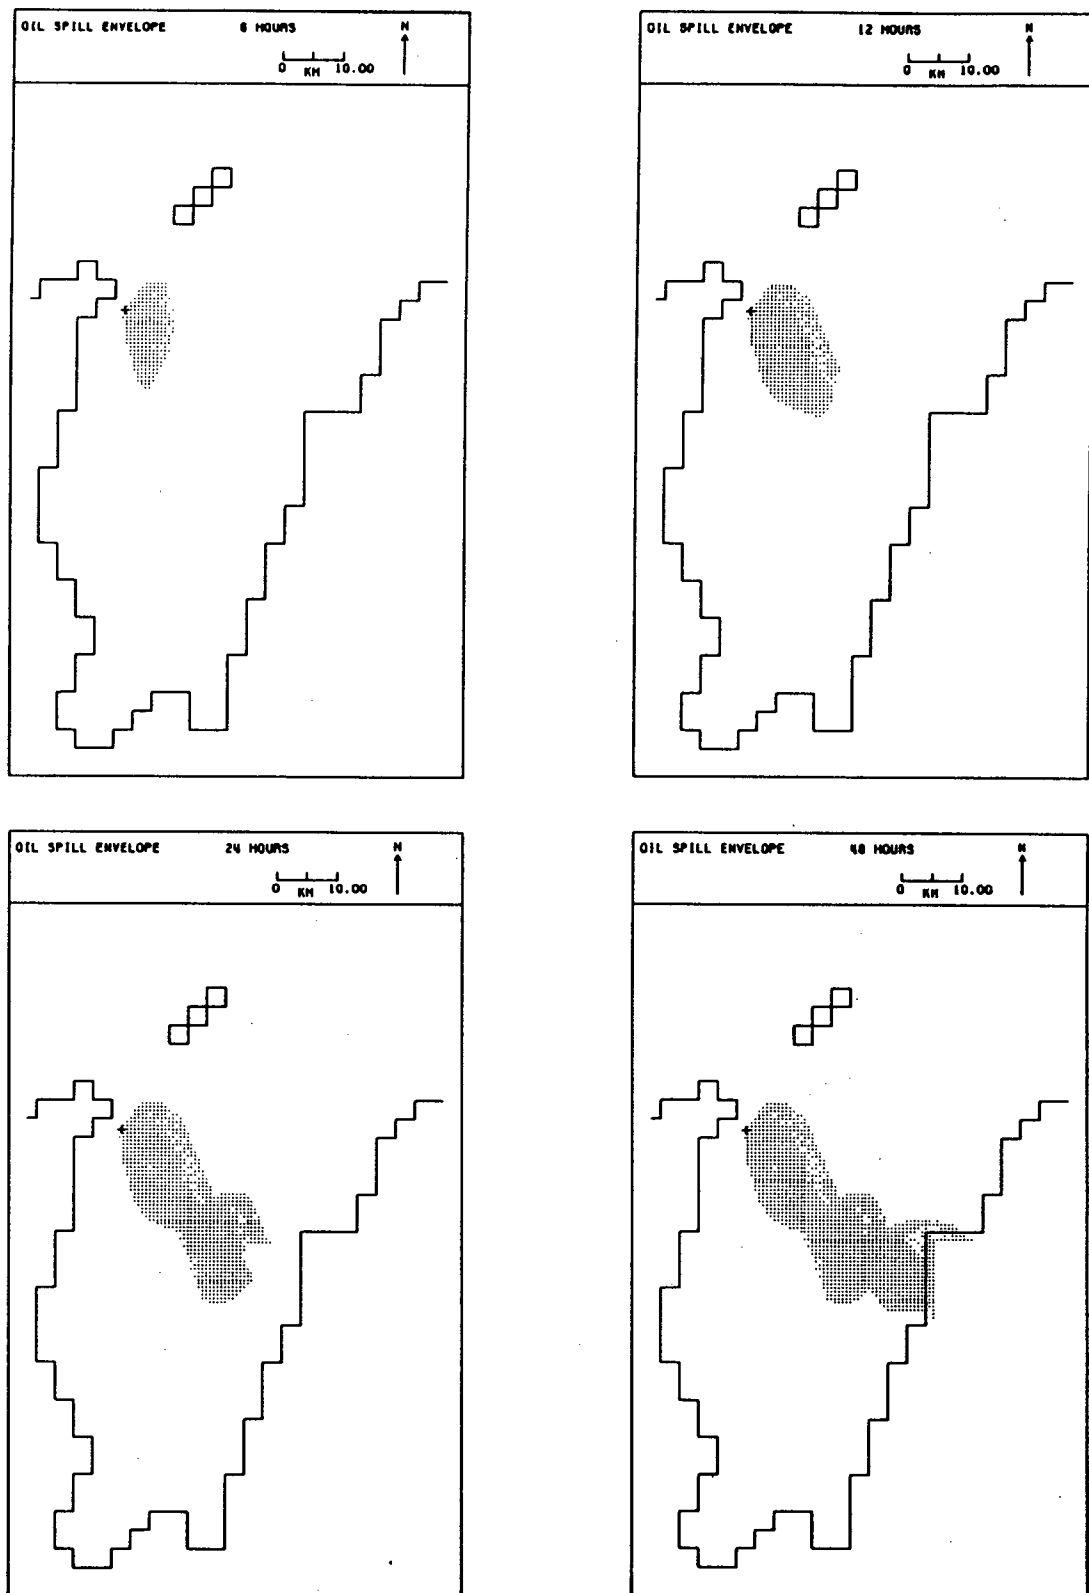 OIL SPILL ENVELOPE 6 HOURS N
0 KM 10.00
OIL SPILL ENVELOPE 12 HOURS N
0 KM 10.00
OIL SPILL ENVELOPE 24 HOURS N
0 KM 10.00
OIL SPILL ENVELOPE 48 HOURS N
0 KM 10.00